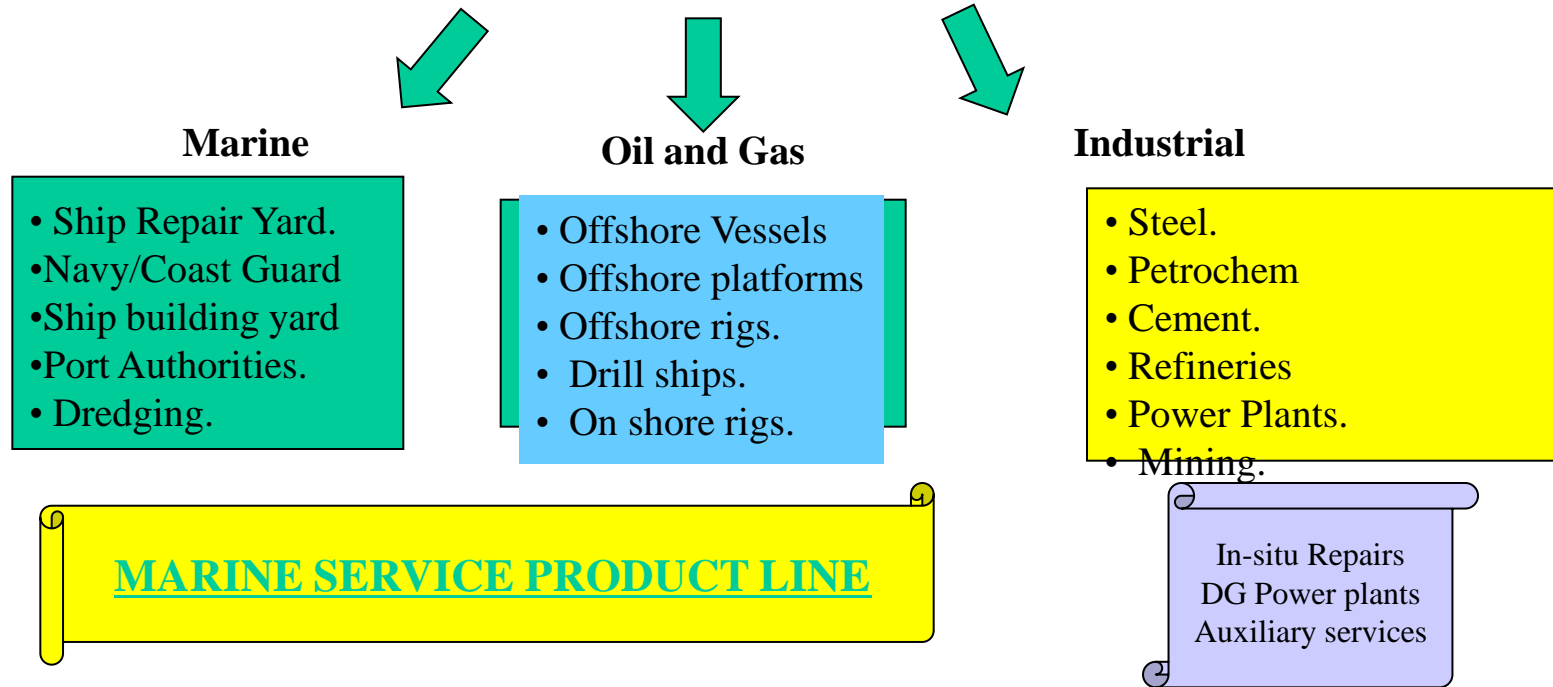 Marine
• Ship Repair Yard.
•Navy/Coast Guard
•Ship building yard
•Port Authorities.
• Dredging.
Oil and Gas
• Offshore Vessels
• Offshore platforms
• Offshore rigs.
• Drill ships.
• On shore rigs.
Industrial
• Steel.
• Petrochem
• Cement.
• Refineries
• Power Plants.
• Mining.
MARINE SERVICE PRODUCT LINE
In-situ Repairs
DG Power plants
Auxiliary services